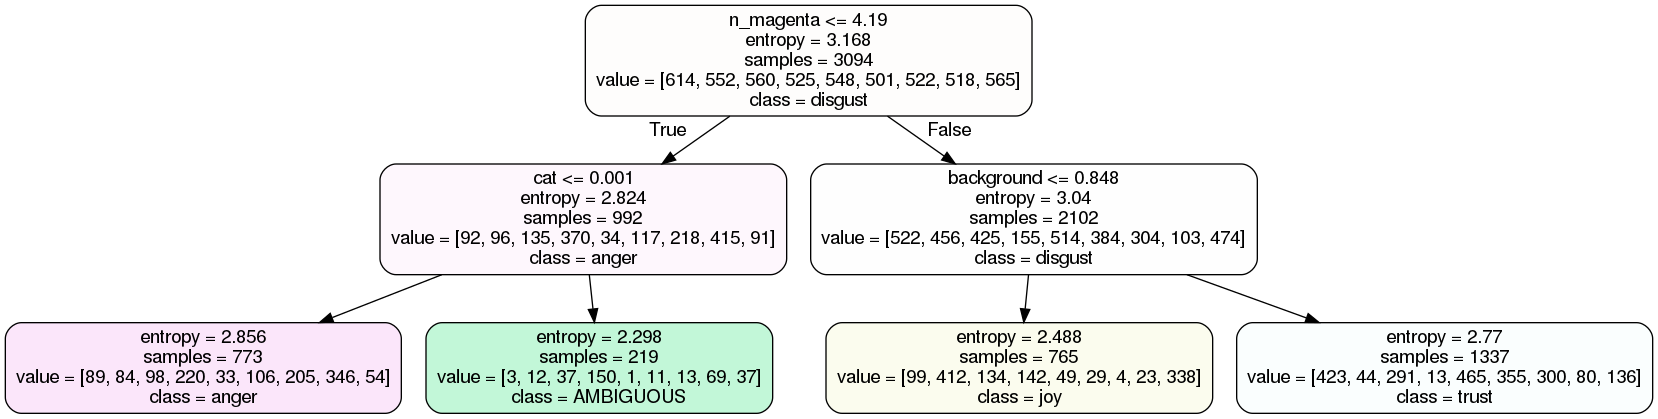 n_magenta <= 4.19
entropy = 3.168
samples = 3094
value = [614, 552, 560, 525, 548, 501, 522, 518, 565]
class = disgust
True
False
cat <= 0.001
entropy = 2.824
samples = 992
value = [92, 96, 135, 370, 34, 117, 218, 415, 91]
class = anger
background <= 0.848
entropy = 3.04
samples = 2102
value = [522, 456, 425, 155, 514, 384, 304, 103, 474]
class = disgust
entropy = 2.856
samples = 773
value = [89, 84, 98, 220, 33, 106, 205, 346, 54]
class = anger
entropy = 2.298
samples = 219
value = [3, 12, 37, 150, 1, 11, 13, 69, 37]
class = AMBIGUOUS
entropy = 2.488
samples = 765
value = [99, 412, 134, 142, 49, 29, 4, 23, 338]
class = joy
entropy = 2.77
samples = 1337
value = [423, 44, 291, 13, 465, 355, 300, 80, 136]
class = trust